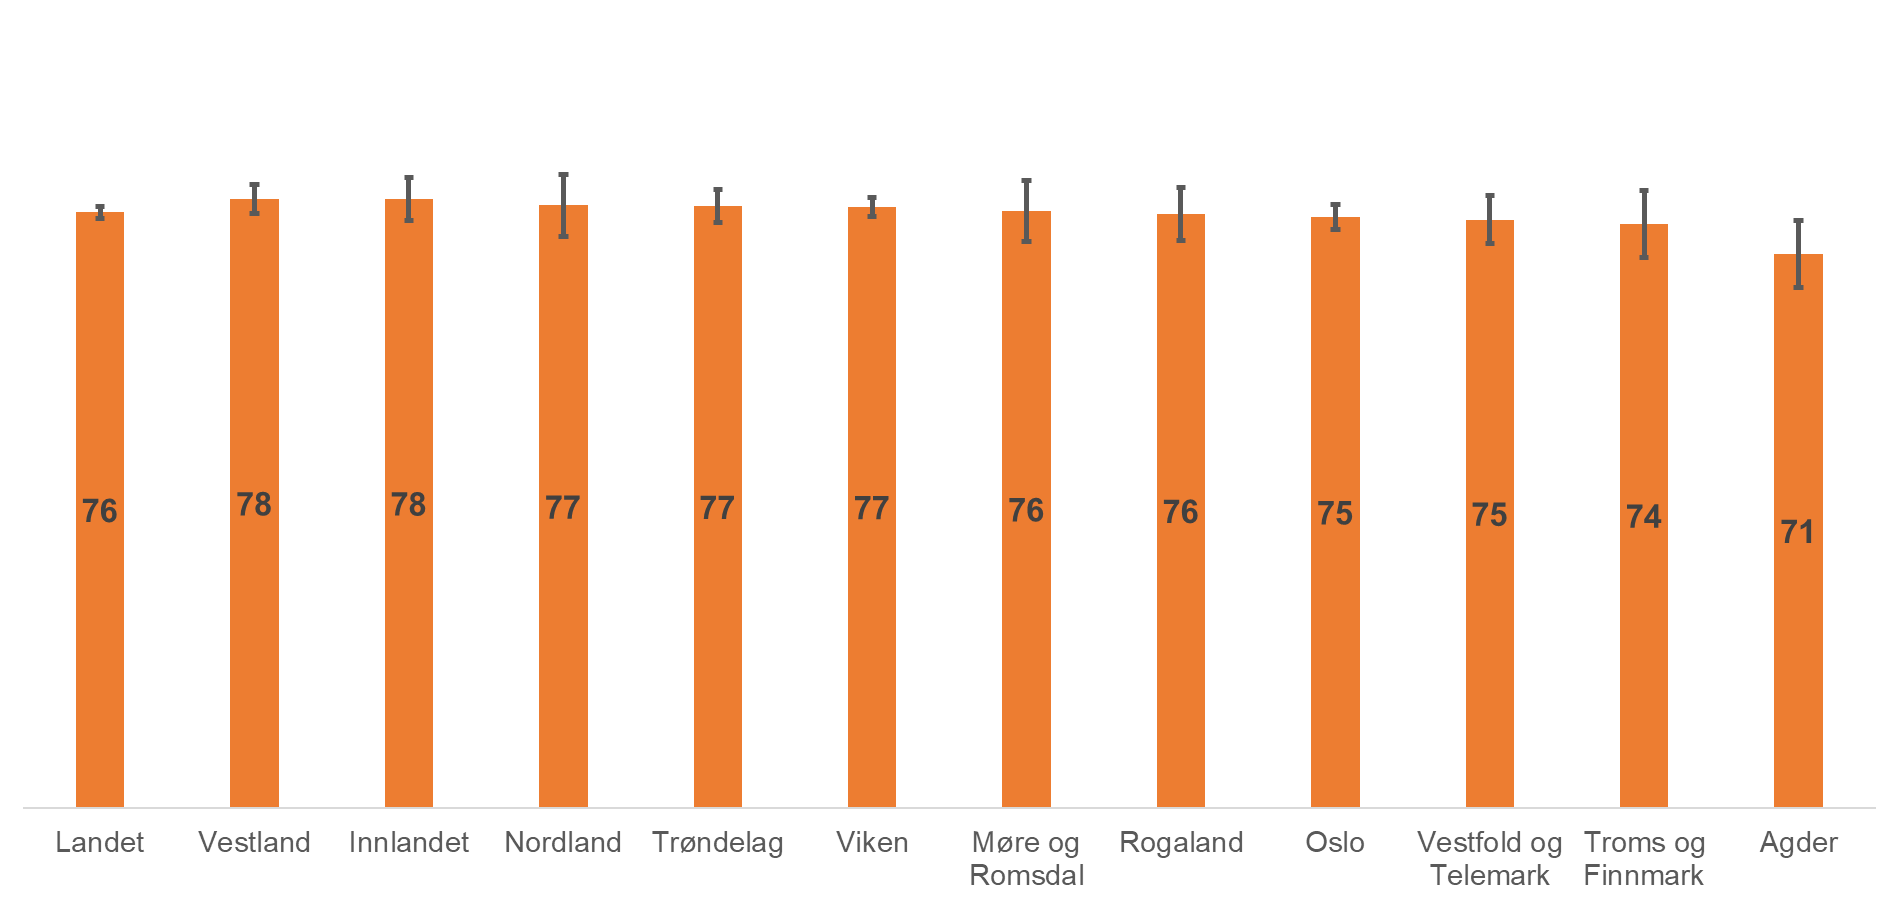 76
78
78
77
77
77
76
76
75
75
74
71
Landet
Vestland
Innlandet
Nordland
Trøndelag
Viken
Møre og
Romsdal
Rogaland
Oslo
Vestfold og
Telemark
Troms og
Finnmark
Agder